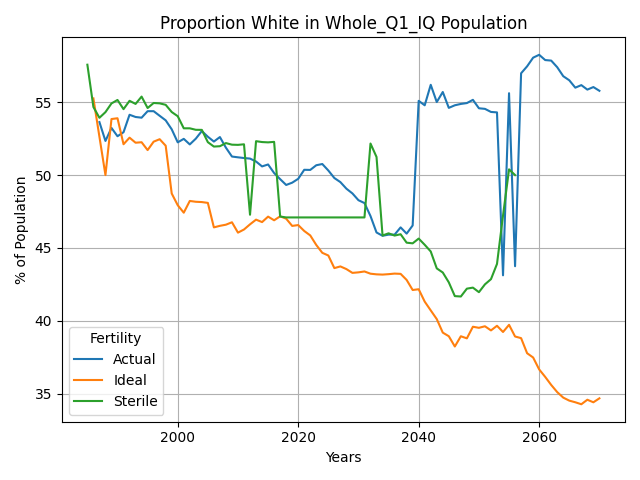 Proportion White in Whole_Q1_IQ Population
% of Population
55
50
45
40
35
Fertility
Actual
Ideal
Sterile
2000
2020
2040
2060
Years